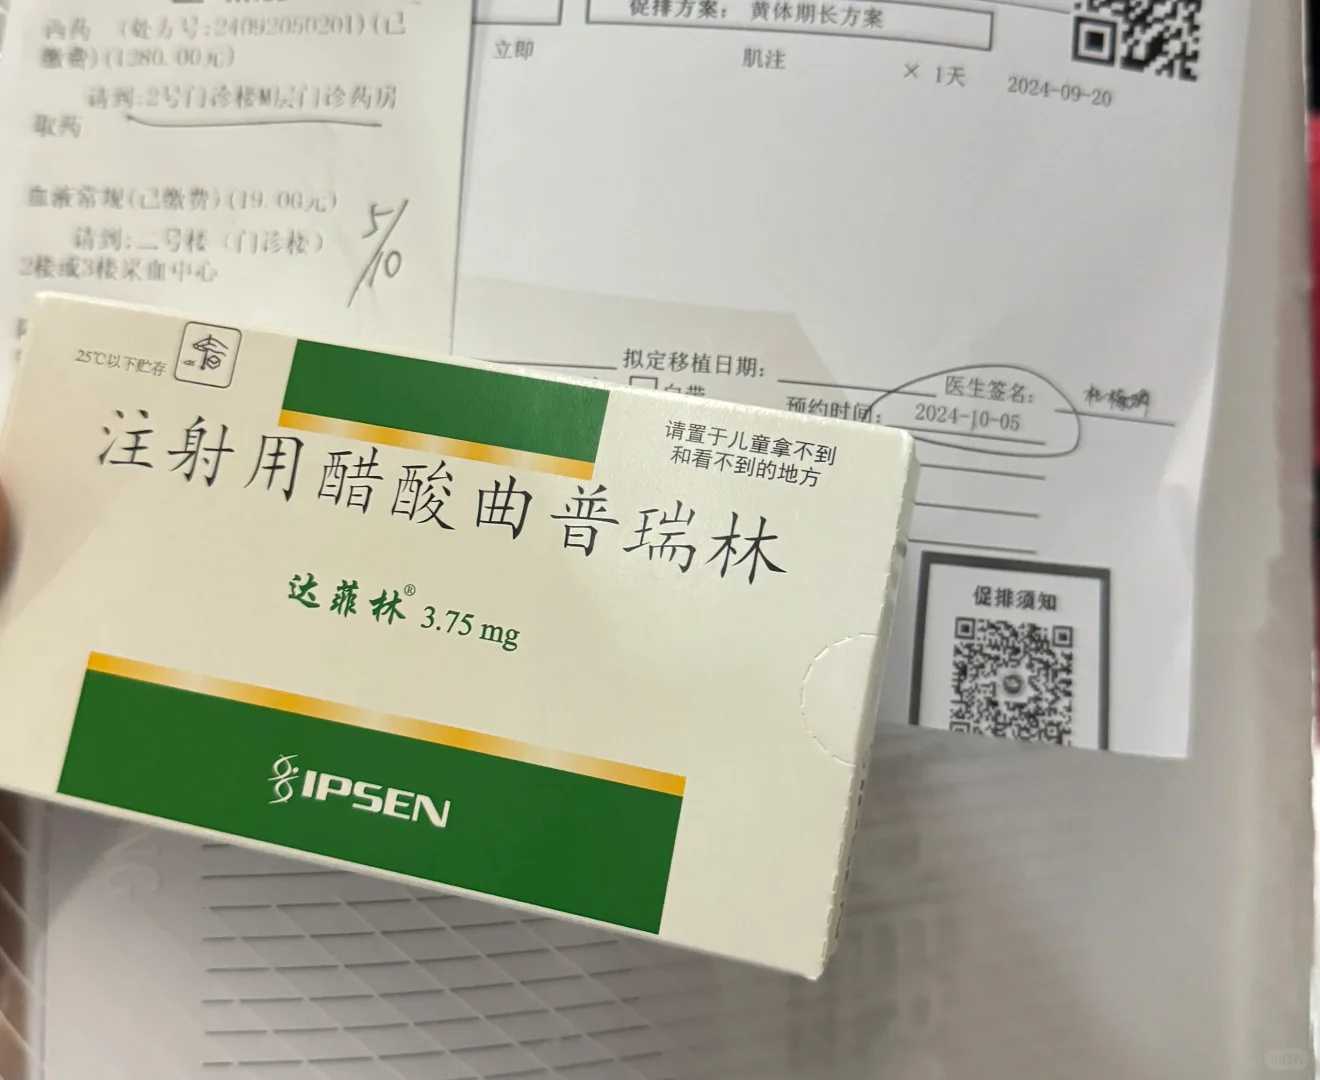 西药 (处方号:24092050201)(已
缴费)(1280.00元)
请到:2号门诊楼M层门诊药房
取药
血液常规(已缴费)(19.00元)
请到:二号楼(门诊楼)
2楼或3楼采血中心
5/10
促排方案: 黄体期长方案
立即 肌注 × 1天 2024-09-20
拟定移植日期:
医生签名:
预约时间: 2024-10-05
促排须知
25℃以下贮存
请置于儿童拿不到
和看不到的地方
注射用醋酸曲普瑞林
达菲林® 3.75 mg
IPSEN